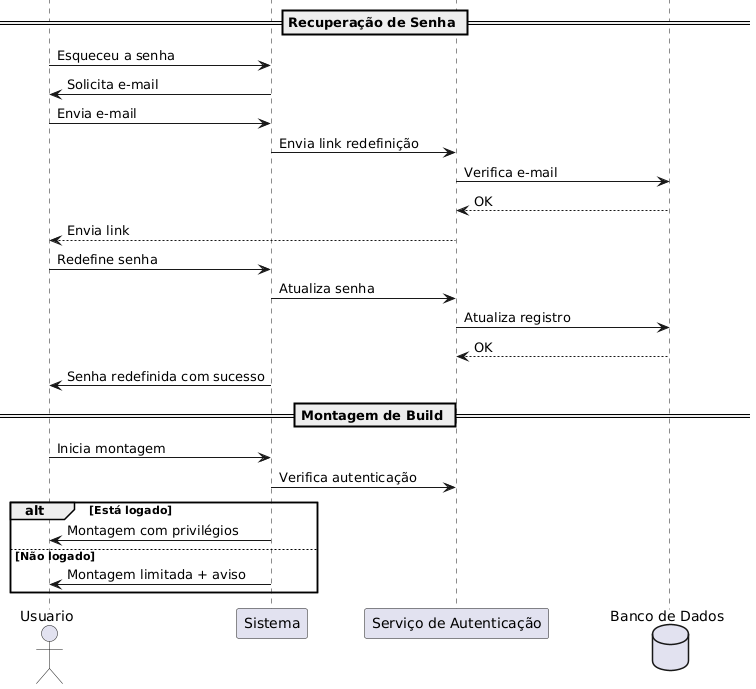 Recuperação de Senha
Esqueceu a senha
Solicita e-mail
Envia e-mail
Envia link redefinição
Verifica e-mail
OK
Envia link
Redefine senha
Atualiza senha
Atualiza registro
OK
Senha redefinida com sucesso
Montagem de Build
Inicia montagem
Verifica autenticação
alt [Está logado]
Montagem com privilégios
[Não logado]
Montagem limitada + aviso
Usuario Sistema Serviço de Autenticação Banco de Dados